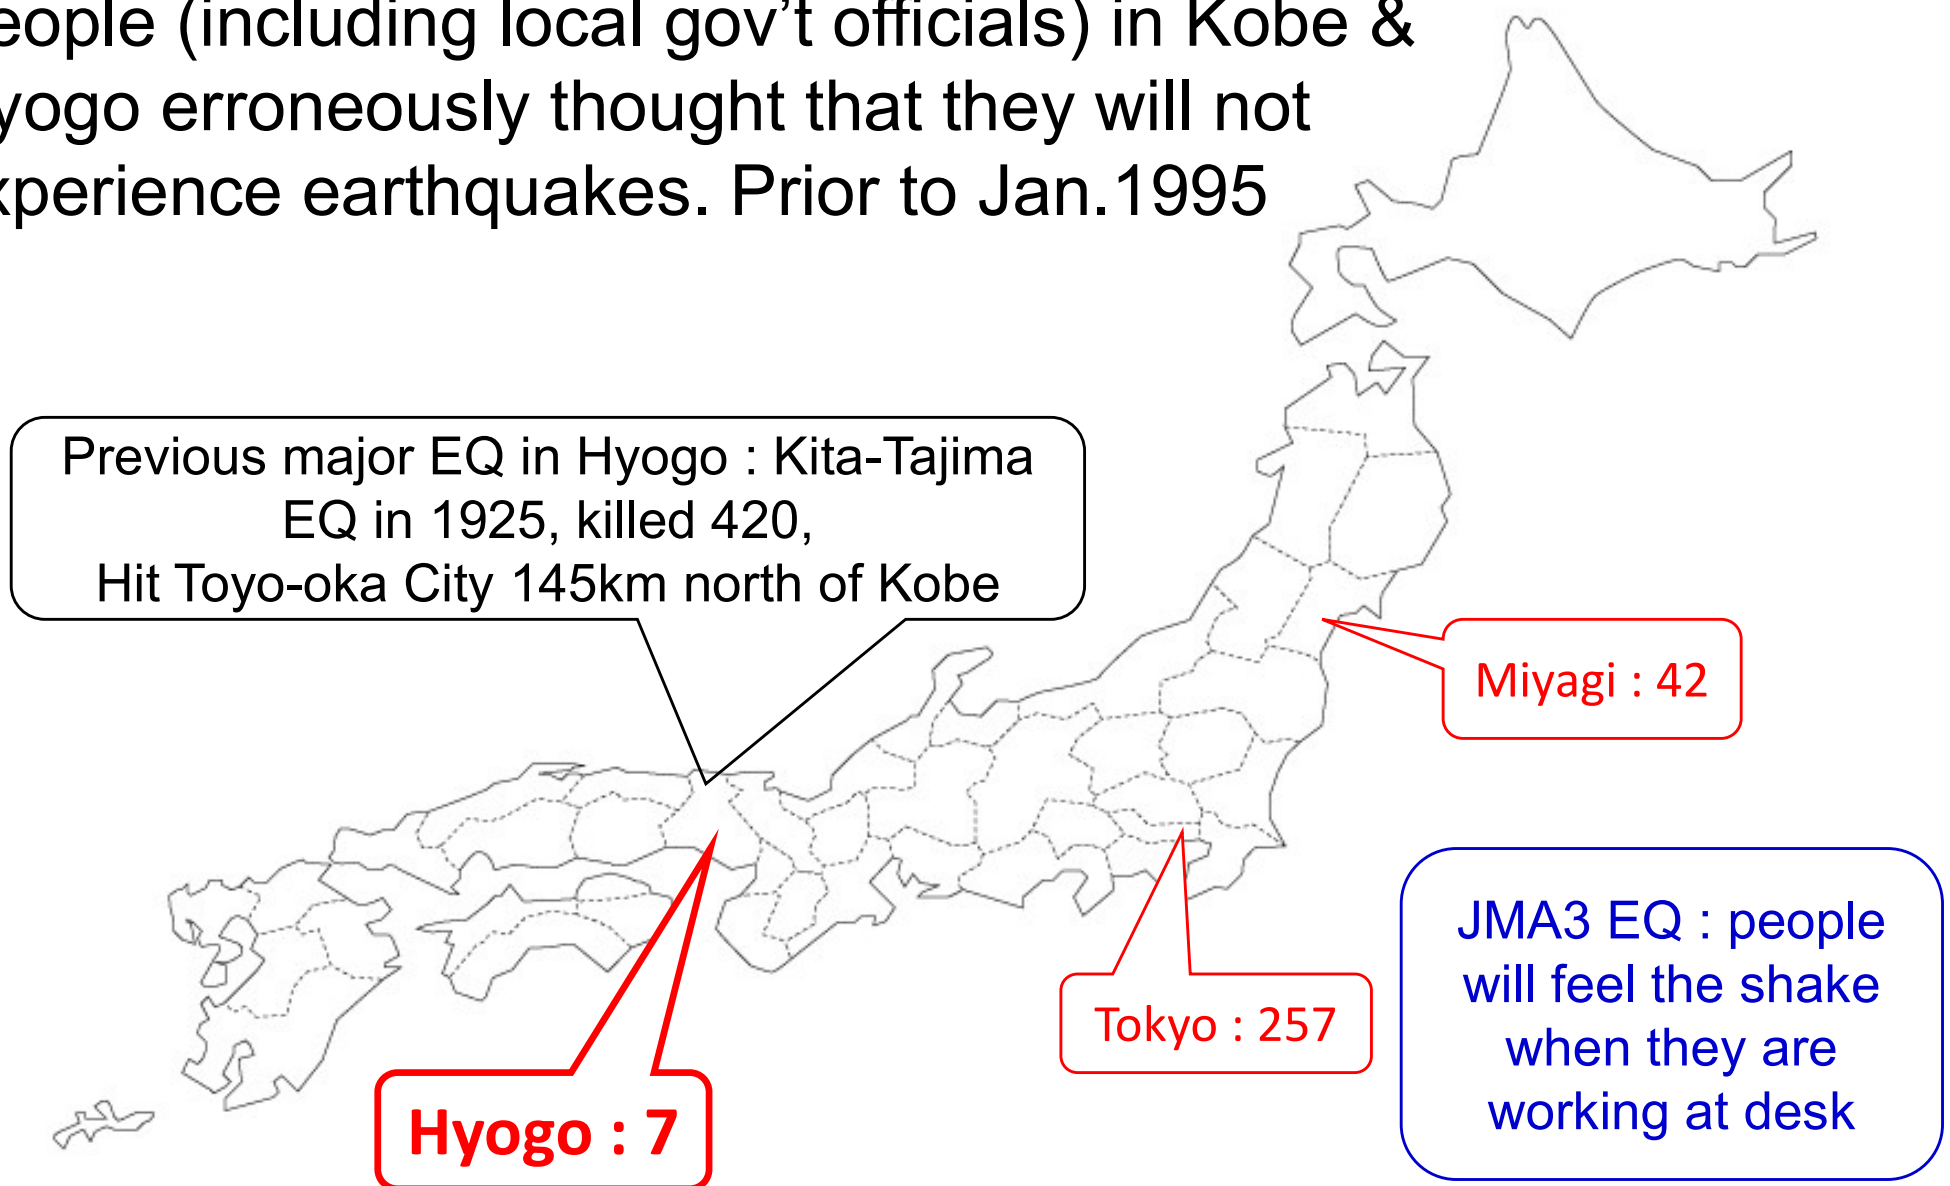 eople (including local gov’t officials) in Kobe &
yogo erroneously thought that they will not
xperience earthquakes. Prior to Jan.1995
Previous major EQ in Hyogo : Kita-Tajima
EQ in 1925, killed 420,
Hit Toyo-oka City 145km north of Kobe
Miyagi : 42
Tokyo : 257
Hyogo : 7
JMA3 EQ : people
will feel the shake
when they are
working at desk